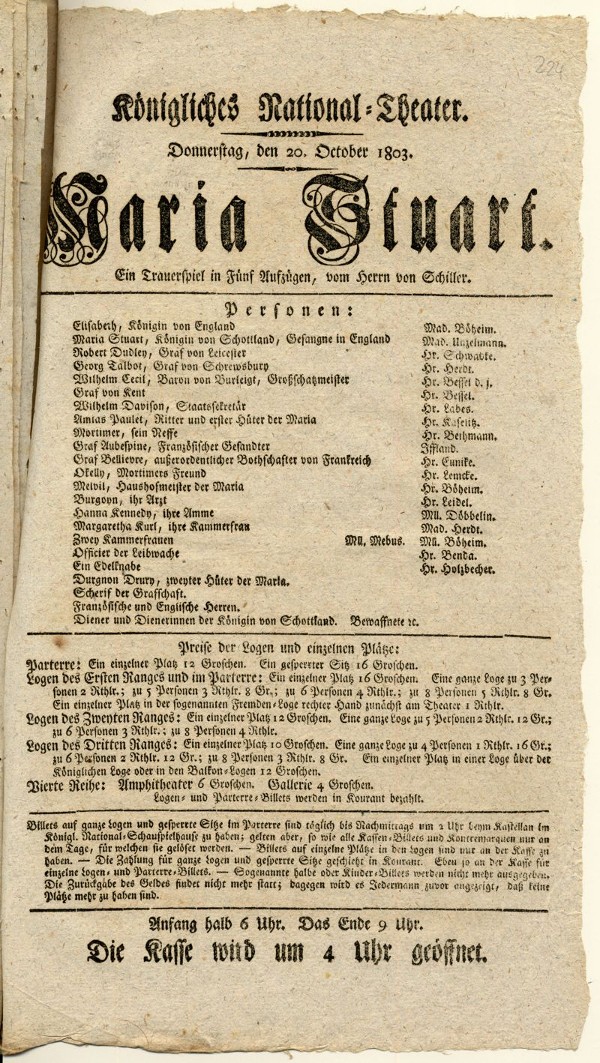 224
Königliches National-Theater.
Donnerstag, den 20. October 1803.
Maria Stuart.
Ein Trauerspiel in Fünf Aufzügen, vom Herrn von Schiller.
Personen:
Elisabeth, Königin von England Mad. Böheim.
Maria Stuart, Königin von Schottland, Gefangne in England Mad. Unzelmann.
Robert Dudley, Graf von Leicester Hr. Schwadke.
Georg Talbot, Graf von Schrewsbury Hr. Herdt.
Wilhelm Cecil, Baron von Burleigt, Großschatzmeister Hr. Bessel d. j.
Graf von Kent Hr. Bessel.
Wilhelm Davison, Staatssekretär Hr. Labes.
Amias Paulet, Ritter und erster Hüter der Maria Hr. Kaselitz.
Mortimer, sein Neffe Hr. Bethmann.
Graf Aubespine, Französischer Gesandter Iffland.
Graf Bellievre, außerordentlicher Bothschafter von Frankreich Hr. Eunike.
Okelly, Mortimers Freund Hr. Lemcke.
Melvil, Haushofmeister der Maria Hr. Böheim.
Burgoyn, ihr Arzt Hr. Leidel.
Hanna Kennedy, ihre Amme Mll. Döbbelin.
Margaretha Kurl, ihre Kammerfrau Mad. Herdt.
Zwey Kammerfrauen Mll. Mebus. Mll. Böheim.
Officier der Leibwache Hr. Benda.
Ein Edelknabe Hr. Holzbecher.
Durgnon Drury, zweyter Hüter der Maria.
Scherif der Grafschaft.
Französische und Englische Herren.
Diener und Dienerinnen der Königin von Schottland. Bewaffnete ꝛc.
Preise der Logen und einzelnen Plätze:
Parterre: Ein einzelner Platz 12 Groschen. Ein gesperrter Sitz 16 Groschen.
Logen des Ersten Ranges und im Parterre: Ein einzelner Platz 16 Groschen. Eine ganze Loge zu 3 Per-
sonen 2 Rthlr.; zu 5 Personen 3 Rthlr. 8 Gr.; zu 6 Personen 4 Rthlr.; zu 8 Personen 5 Rthlr. 8 Gr.
Ein einzelner Platz in der sogenannten Fremden-Loge rechter Hand zunächst am Theater 1 Rthlr.
Logen des Zweyten Ranges: Ein einzelner Platz 12 Groschen. Eine ganze Loge zu 5 Personen 2 Rthlr. 12 Gr.;
zu 6 Personen 3 Rthlr.; zu 8 Personen 4 Rthlr.
Logen des Dritten Ranges: Ein einzelner Platz 10 Groschen. Eine ganze Loge zu 4 Personen 1 Rthlr. 16 Gr.;
zu 6 Personen 2 Rthlr. 12 Gr.; zu 8 Personen 3 Rthlr. 8 Gr. Ein einzelner Platz in einer Loge über der
Königlichen Loge oder in den Balkon-Logen 12 Groschen.
Vierte Reihe: Amphitheater 6 Groschen. Gallerie 4 Groschen.
Logen- und Parterre-Billets werden in Kourant bezahlt.
Billets auf ganze Logen und gesperrte Sitze im Parterre sind täglich bis Nachmittags um 2 Uhr beym Kastellan im
Königl. National-Schauspielhause zu haben; gelten aber, so wie alle Kassen-Billets und Kontremarquen nur an
dem Tage, für welchen sie gelöset werden. — Billets auf einzelne Plätze in den Logen sind nur an der Kasse zu
haben. — Die Zahlung für ganze Logen und gesperrte Sitze geschieht in Kourant. Eben so an der Kasse für
einzelne Logen- und Parterre-Billets. — Sogenannte halbe oder Kinder-Billets werden nicht mehr ausgegeben.
Die Zurückgabe des Geldes findet nicht mehr statt; dagegen wird es Jedermann zuvor angezeigt, daß keine
Plätze mehr zu haben sind.
Anfang halb 6 Uhr. Das Ende 9 Uhr.
Die Kasse wird um 4 Uhr geöffnet.